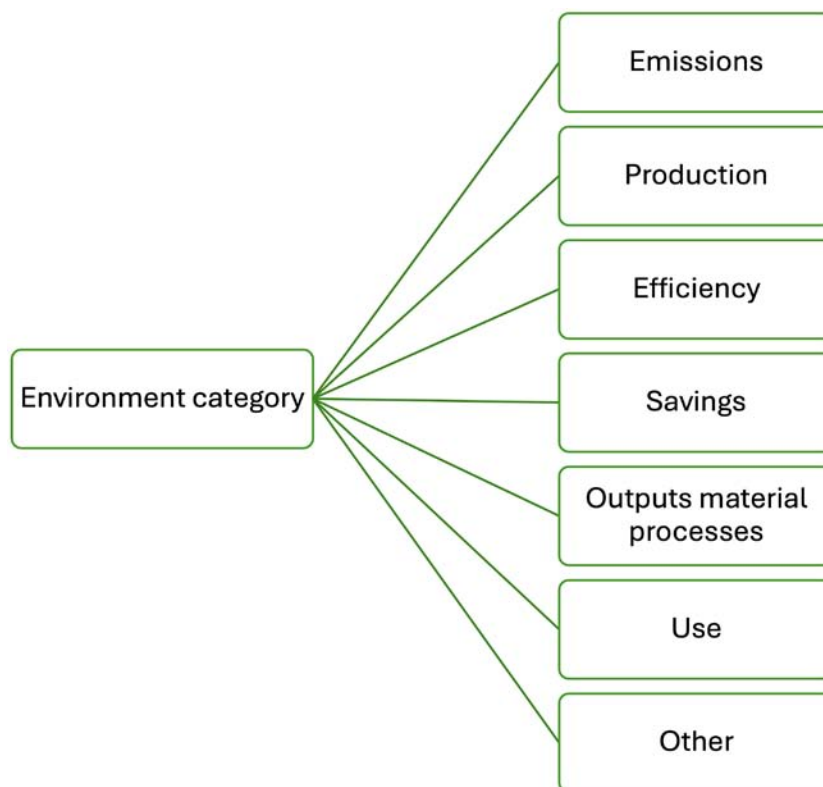 Emissions
Production
Efficiency
Environment category
Savings
Outputs material
processes
Use
Other